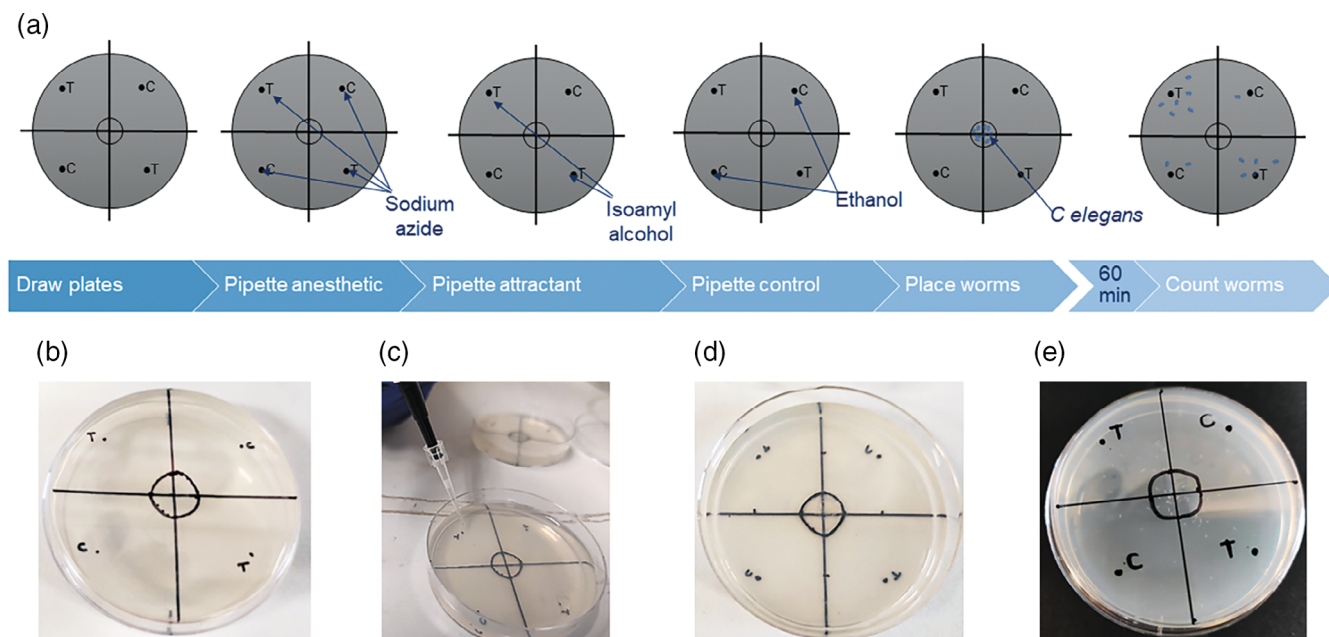 (a)
T C
C T
T C
C T
Sodium
azide
T C
C T
Isoamyl
alcohol
T C
C T
Ethanol
T C
C T
C elegans
T C
C T
Draw plates
Pipette anesthetic
Pipette attractant
Pipette control
Place worms
60
min
Count worms
(b)
T C
C T
(c)
(d)
(e)
T C
C T